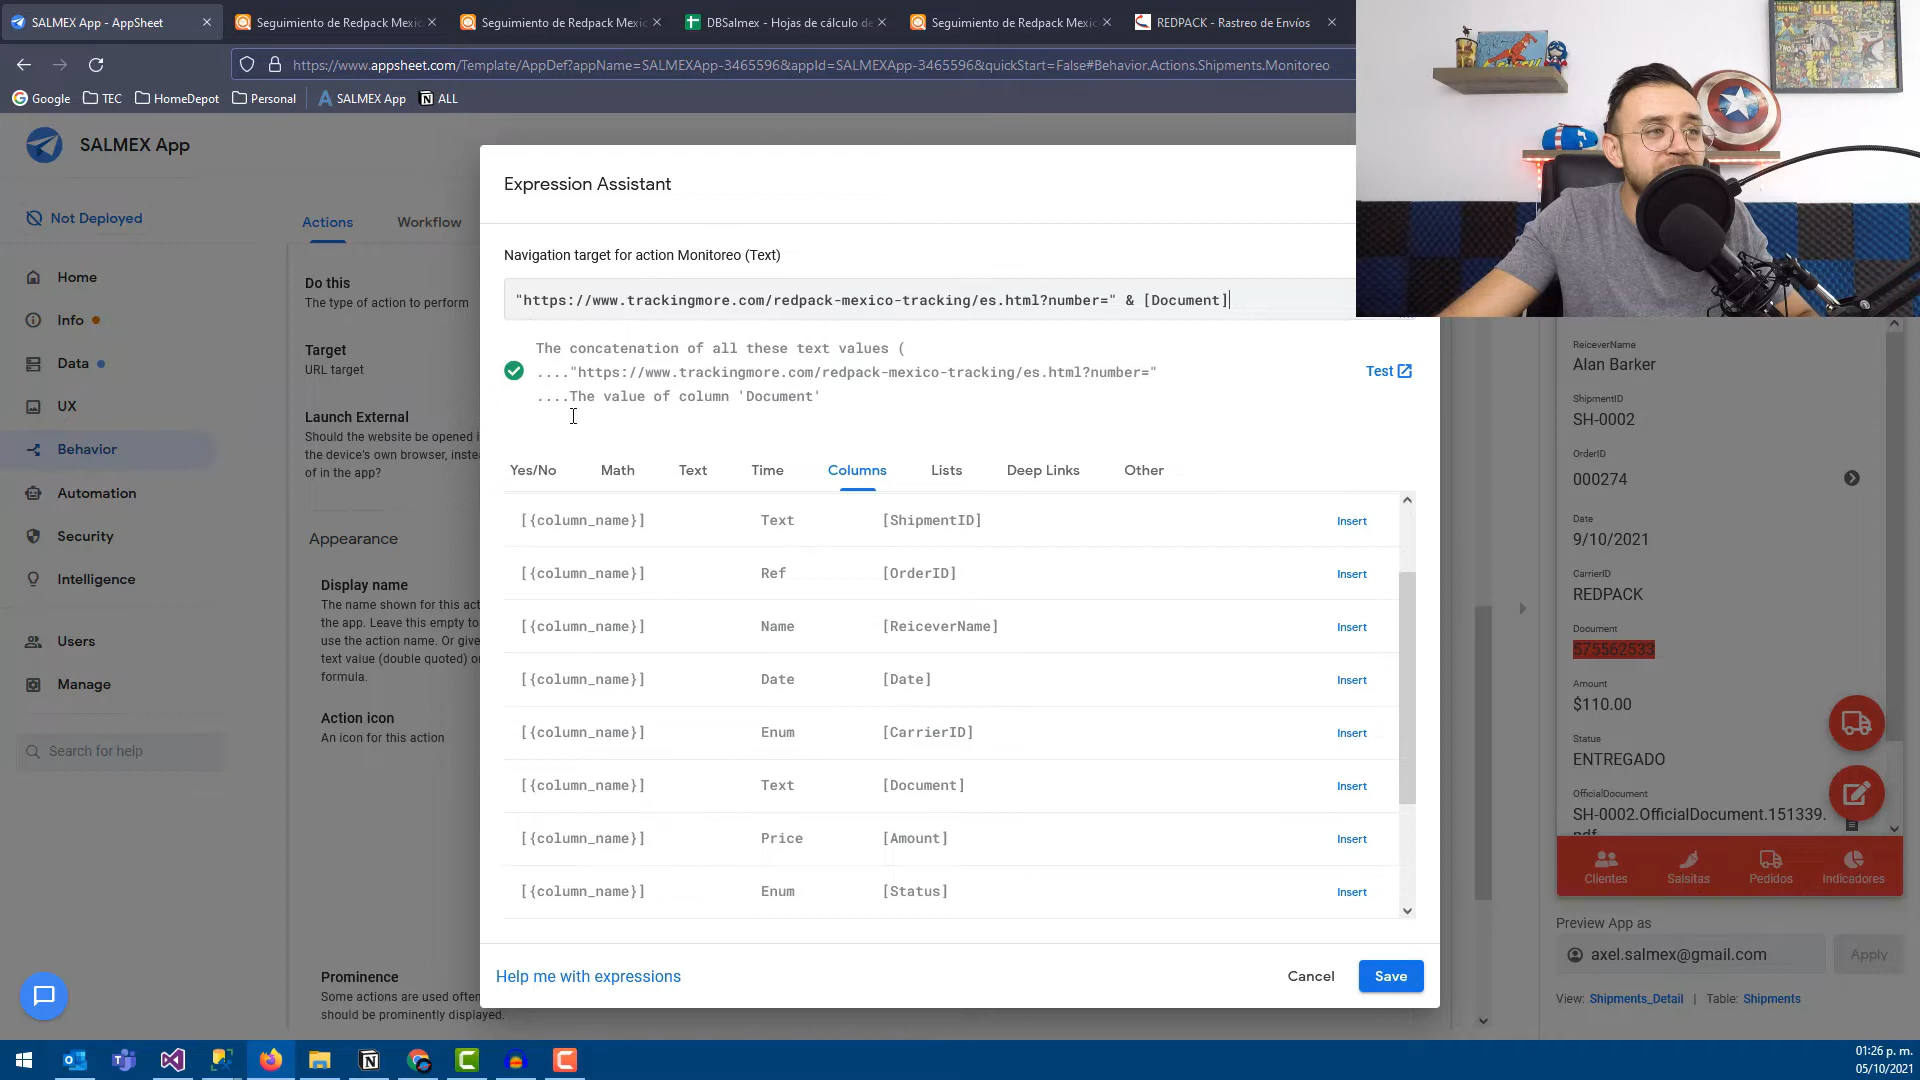 SALMEX App - AppSheet
Seguimiento de Redpack Mexic
Seguimiento de Redpack Mexic
DBSalmex - Hojas de cálculo de
Seguimiento de Redpack Mexic
REDPACK - Rastreo de Envíos
https://www.appsheet.com/Template/AppDef?appName=SALMEXApp-3465596&appId=SALMEXApp-3465596&quickStart=False#Behavior.Actions.Shipments.Monitoreo
Google
TEC
HomeDepot
Personal
SALMEX App
ALL
SALMEX App
Not Deployed
Home
Info
Data
UX
Behavior
Automation
Security
Intelligence
Users
Manage
Search for help
Actions
Workflow
Do this
The type of action to perform
Target
URL target
Launch External
Should the website be opened i
the device's own browser, inste
of in the app?
Appearance
Display name
The name shown for this act
the app. Leave this empty to
use the action name. Or give
text value (double quoted) o
formula.
Action icon
An icon for this action
Prominence
Some actions are used ofter
should be prominently displayed.
Expression Assistant
Navigation target for action Monitoreo (Text)
"https://www.trackingmore.com/redpack-mexico-tracking/es.html?number=" & [Document]
The concatenation of all these text values (
...."https://www.trackingmore.com/redpack-mexico-tracking/es.html?number="
....The value of column 'Document'
Test
Yes/No
Math
Text
Time
Columns
Lists
Deep Links
Other
[{column_name}] Text [ShipmentID] Insert
[{column_name}] Ref [OrderID] Insert
[{column_name}] Name [ReiceverName] Insert
[{column_name}] Date [Date] Insert
[{column_name}] Enum [CarrierID] Insert
[{column_name}] Text [Document] Insert
[{column_name}] Price [Amount] Insert
[{column_name}] Enum [Status] Insert
Help me with expressions
Cancel
Save
ReiceverName
Alan Barker
ShipmentID
SH-0002
OrderID
000274
Date
9/10/2021
CarrierID
REDPACK
Document
575562533
Amount
$110.00
Status
ENTREGADO
OfficialDocument
SH-0002.OfficialDocument.151339.
pdf
Clientes
Salsitas
Pedidos
Indicadores
Preview App as
axel.salmex@gmail.com
Apply
View: Shipments_Detail | Table: Shipments
01:26 p. m.
05/10/2021